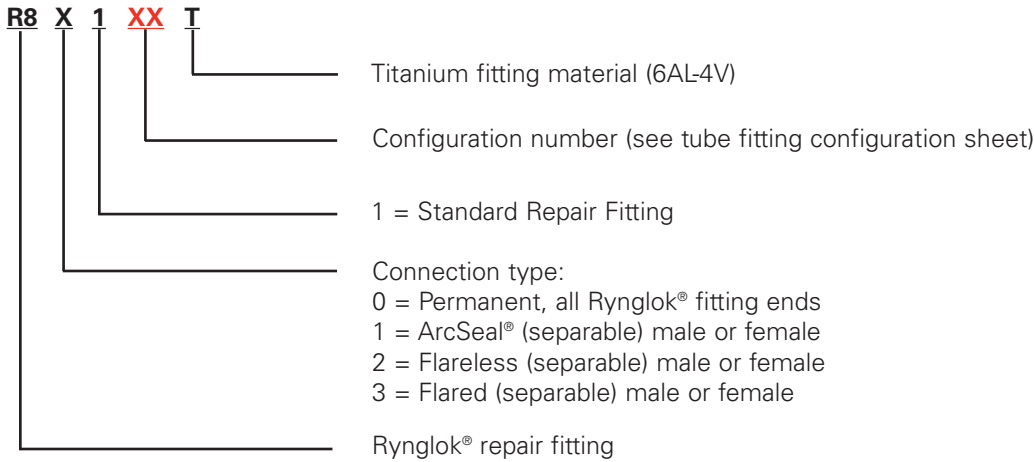 R8 X 1 XX T
Titanium fitting material (6AL-4V)
Configuration number (see tube fitting configuration sheet)
1 = Standard Repair Fitting
Connection type:
0 = Permanent, all Rynglok® fitting ends
1 = ArcSeal® (separable) male or female
2 = Flareless (separable) male or female
3 = Flared (separable) male or female
Rynglok® repair fitting